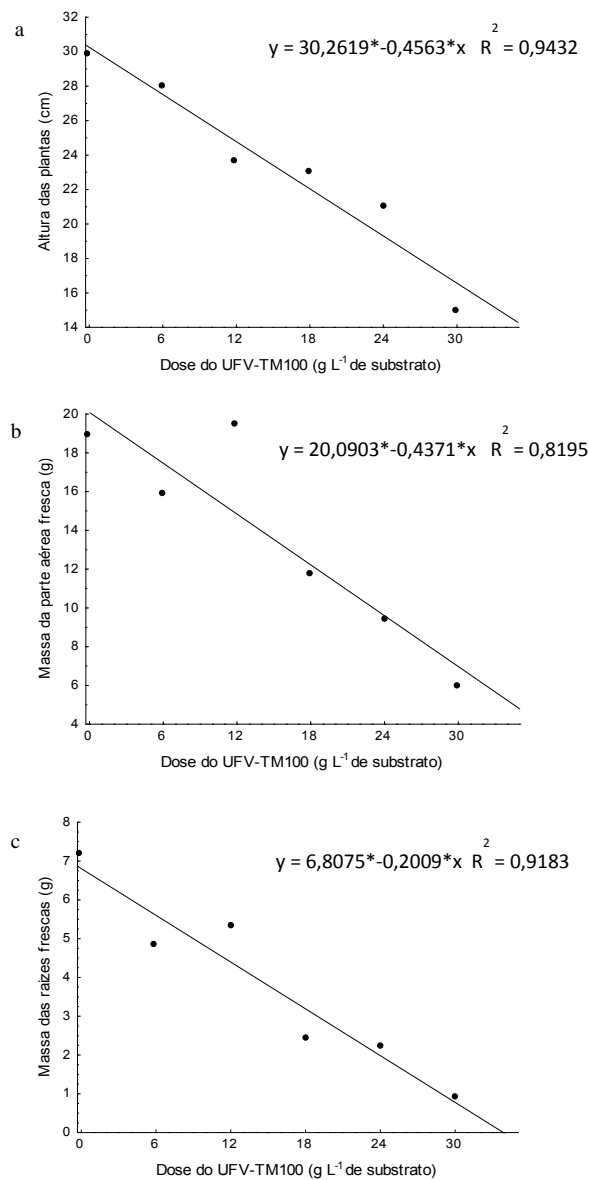 a
y = 30,2619*-0,4563*x R² = 0,9432
Altura das plantas (cm)
32
30
28
26
24
22
20
18
16
14
0 6 12 18 24 30
Dose do UFV-TM100 (g L⁻¹ de substrato)
b
y = 20,0903*-0,4371*x R² = 0,8195
Massa da parte aérea fresca (g)
20
18
16
14
12
10
8
6
4
0 6 12 18 24 30
Dose do UFV-TM100 (g L⁻¹ de substrato)
c
y = 6,8075*-0,2009*x R² = 0,9183
Massa das raízes frescas (g)
8
7
6
5
4
3
2
1
0
0 6 12 18 24 30
Dose do UFV-TM100 (g L⁻¹ de substrato)